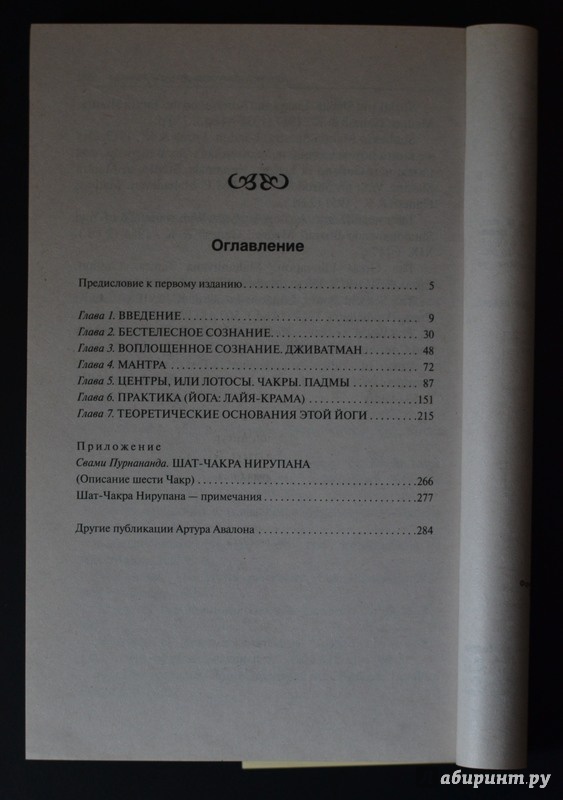 Оглавление
Предисловие к первому изданию 5
Глава 1. ВВЕДЕНИЕ 9
Глава 2. БЕСТЕЛЕСНОЕ СОЗНАНИЕ 30
Глава 3. ВОПЛОЩЕННОЕ СОЗНАНИЕ. ДЖИВАТМАН 48
Глава 4. МАНТРА 72
Глава 5. ЦЕНТРЫ, ИЛИ ЛОТОСЫ. ЧАКРЫ. ПАДМЫ 87
Глава 6. ПРАКТИКА (ЙОГА: ЛАЙЯ-КРАМА) 151
Глава 7. ТЕОРЕТИЧЕСКИЕ ОСНОВАНИЯ ЭТОЙ ЙОГИ 215
Приложение
Свами Пурнананда. ШАТ-ЧАКРА НИРУПАНА
(Описание шести Чакр) 266
Шат-Чакра Нирупана — примечания 277
Другие публикации Артура Авалона 284
абиринт.ру